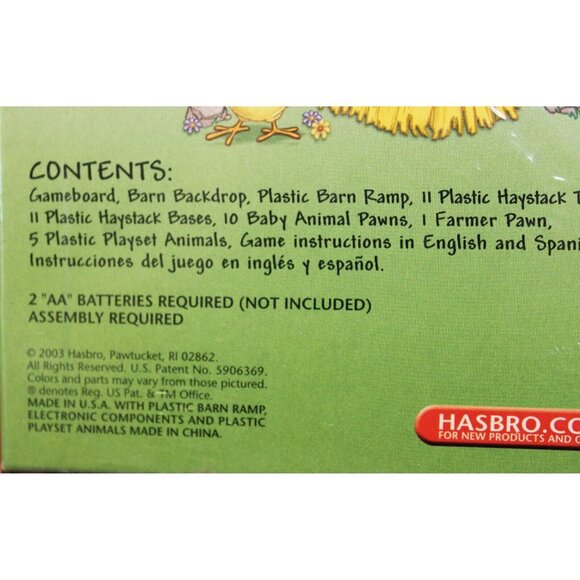 CONTENTS:
Gameboard, Barn Backdrop, Plastic Barn Ramp, 11 Plastic Haystack T
11 Plastic Haystack Bases, 10 Baby Animal Pawns, 1 Farmer Pawn,
5 Plastic Playset Animals, Game instructions in English and Spani
Instrucciones del juego en inglés y español.
2 "AA" BATTERIES REQUIRED (NOT INCLUDED)
ASSEMBLY REQUIRED
© 2003 Hasbro, Pawtucket, RI 02862.
All Rights Reserved. U.S. Patent No. 5906369.
Colors and parts may vary from those pictured.
® denotes Reg. US Pat. & TM Office.
MADE IN U.S.A. WITH PLASTIC BARN RAMP,
ELECTRONIC COMPONENTS AND PLASTIC
PLAYSET ANIMALS MADE IN CHINA.
HASBRO.CO
FOR NEW PRODUCTS AND G